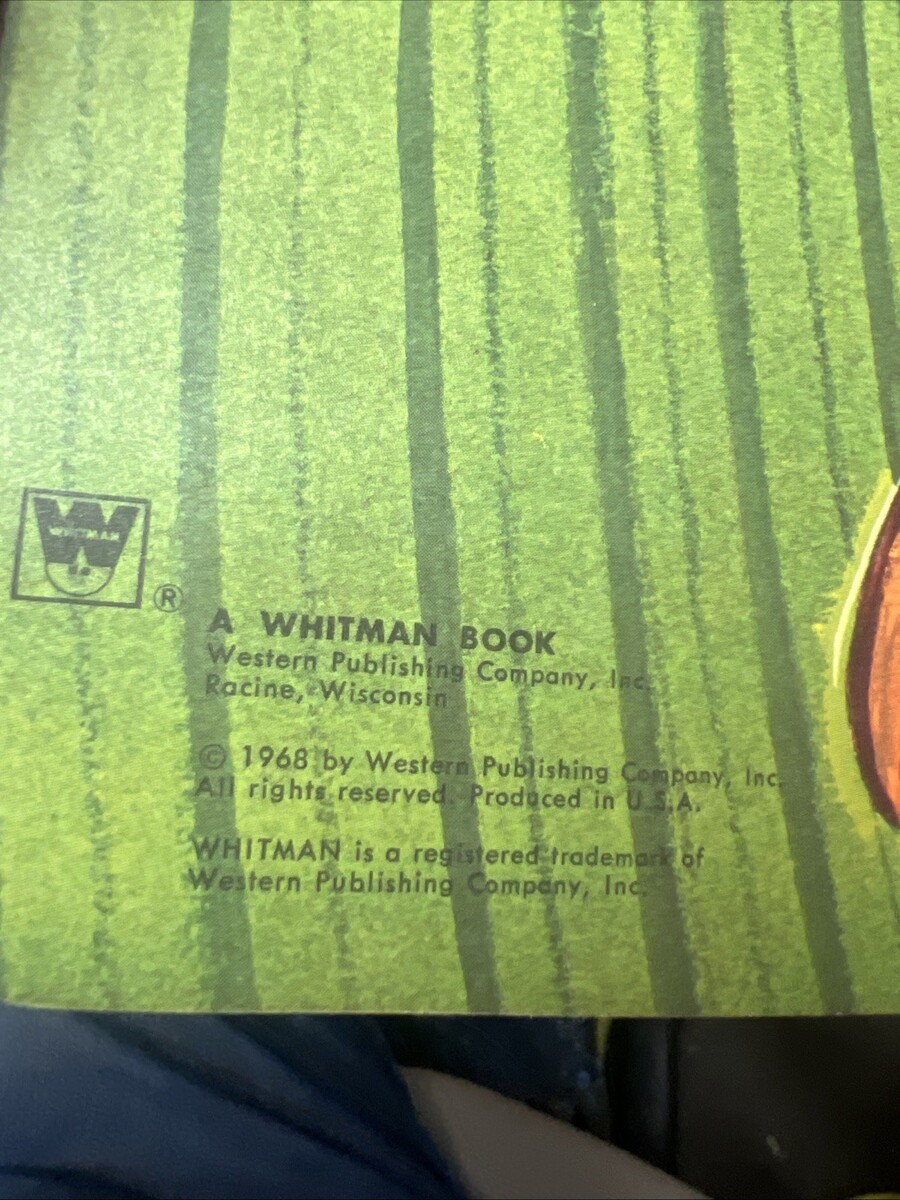 WHITMAN
®
A WHITMAN BOOK
Western Publishing Company, Inc.
Racine, Wisconsin
© 1968 by Western Publishing Company, Inc.
All rights reserved. Produced in U.S.A.
WHITMAN is a registered trademark of
Western Publishing Company, Inc.